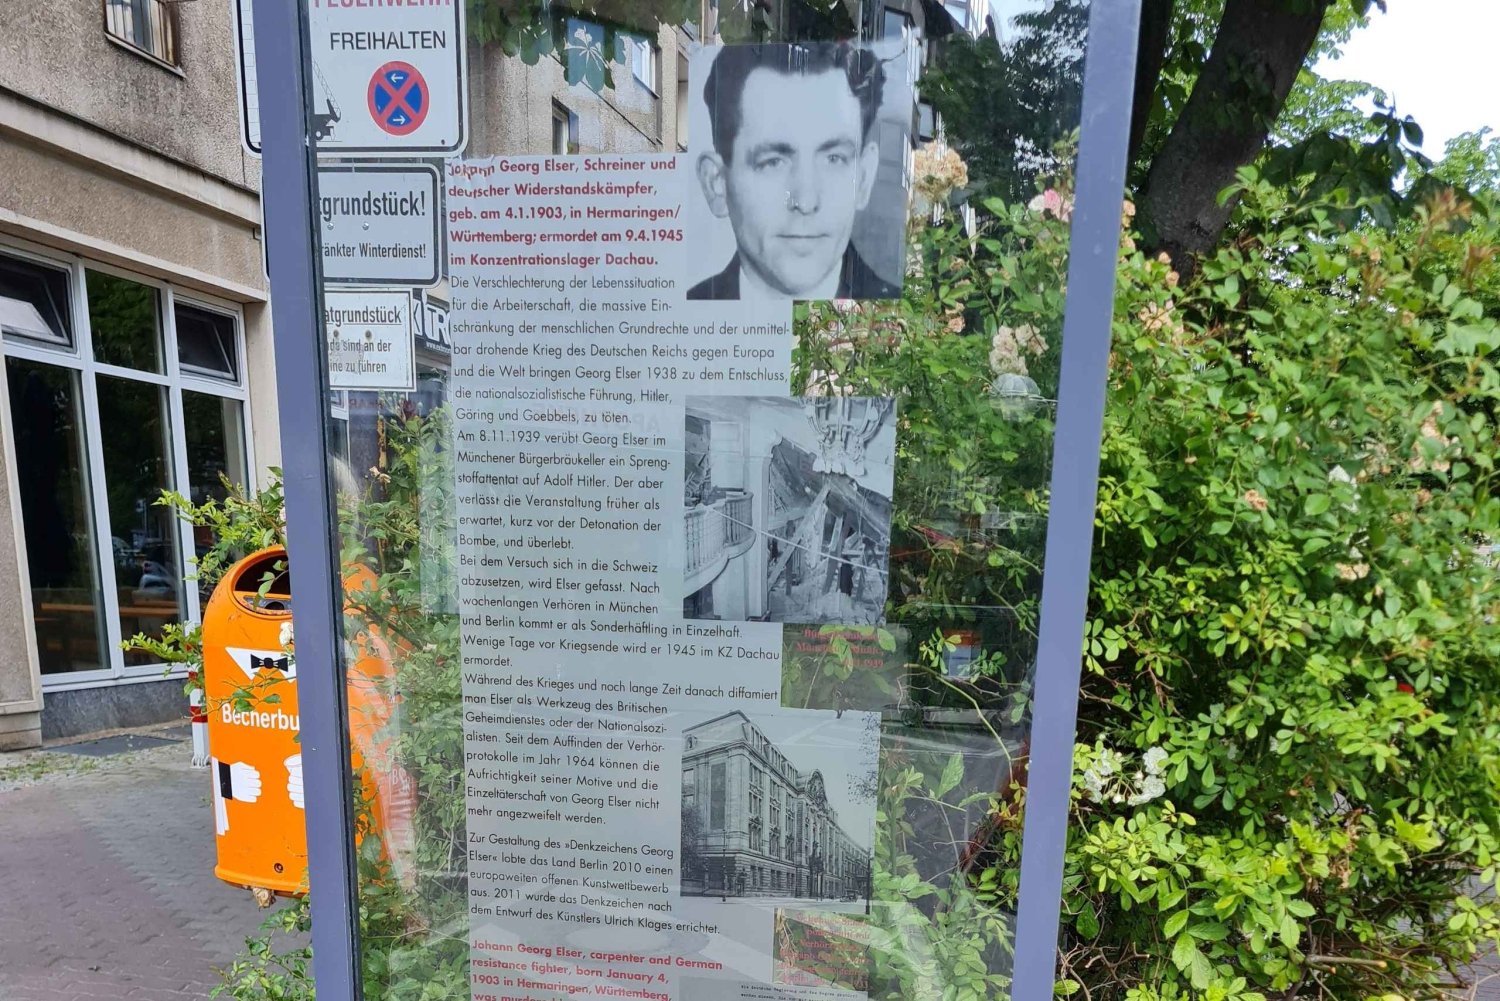 FEUERWEHR
FREIHALTEN
tgrundstück!
ränkter Winterdienst!
atgrundstück
sind an der
ine zu führen
Johann Georg Elser, Schreiner und
deutscher Widerstandskämpfer,
geb. am 4.1.1903, in Hermaringen/
Württemberg; ermordet am 9.4.1945
im Konzentrationslager Dachau.
Die Verschlechterung der Lebenssituation
für die Arbeiterschaft, die massive Ein-
schränkung der menschlichen Grundrechte und der unmittel-
bar drohende Krieg des Deutschen Reichs gegen Europa
und die Welt bringen Georg Elser 1938 zu dem Entschluss,
die nationalsozialistische Führung, Hitler,
Göring und Goebbels, zu töten.
Am 8.11.1939 verübt Georg Elser im
Münchener Bürgerbräukeller ein Spreng-
stoffattentat auf Adolf Hitler. Der aber
verlässt die Veranstaltung früher als
erwartet, kurz vor der Detonation der
Bombe, und überlebt.
Bei dem Versuch sich in die Schweiz
abzusetzen, wird Elser gefasst. Nach
wochenlangen Verhören in München
und Berlin kommt er als Sonderhäftling in Einzelhaft.
Wenige Tage vor Kriegsende wird er 1945 im KZ Dachau
ermordet.
Während des Krieges und noch lange Zeit danach diffamiert
man Elser als Werkzeug des Britischen
Geheimdienstes oder der Nationalsozi-
alisten. Seit dem Auffinden der Verhör-
protokolle im Jahr 1964 können die
Aufrichtigkeit seiner Motive und die
Einzeltäterschaft von Georg Elser nicht
mehr angezweifelt werden.
Zur Gestaltung des »Denkzeichens Georg
Elser« lobte das Land Berlin 2010 einen
europaweiten offenen Kunstwettbewerb
aus. 2011 wurde das Denkzeichen nach
dem Entwurf des Künstlers Ulrich Klages errichtet.
Johann Georg Elser, carpenter and German
resistance fighter, born January 4,
1903 in Hermaringen, Württemberg,
was
Becherbu